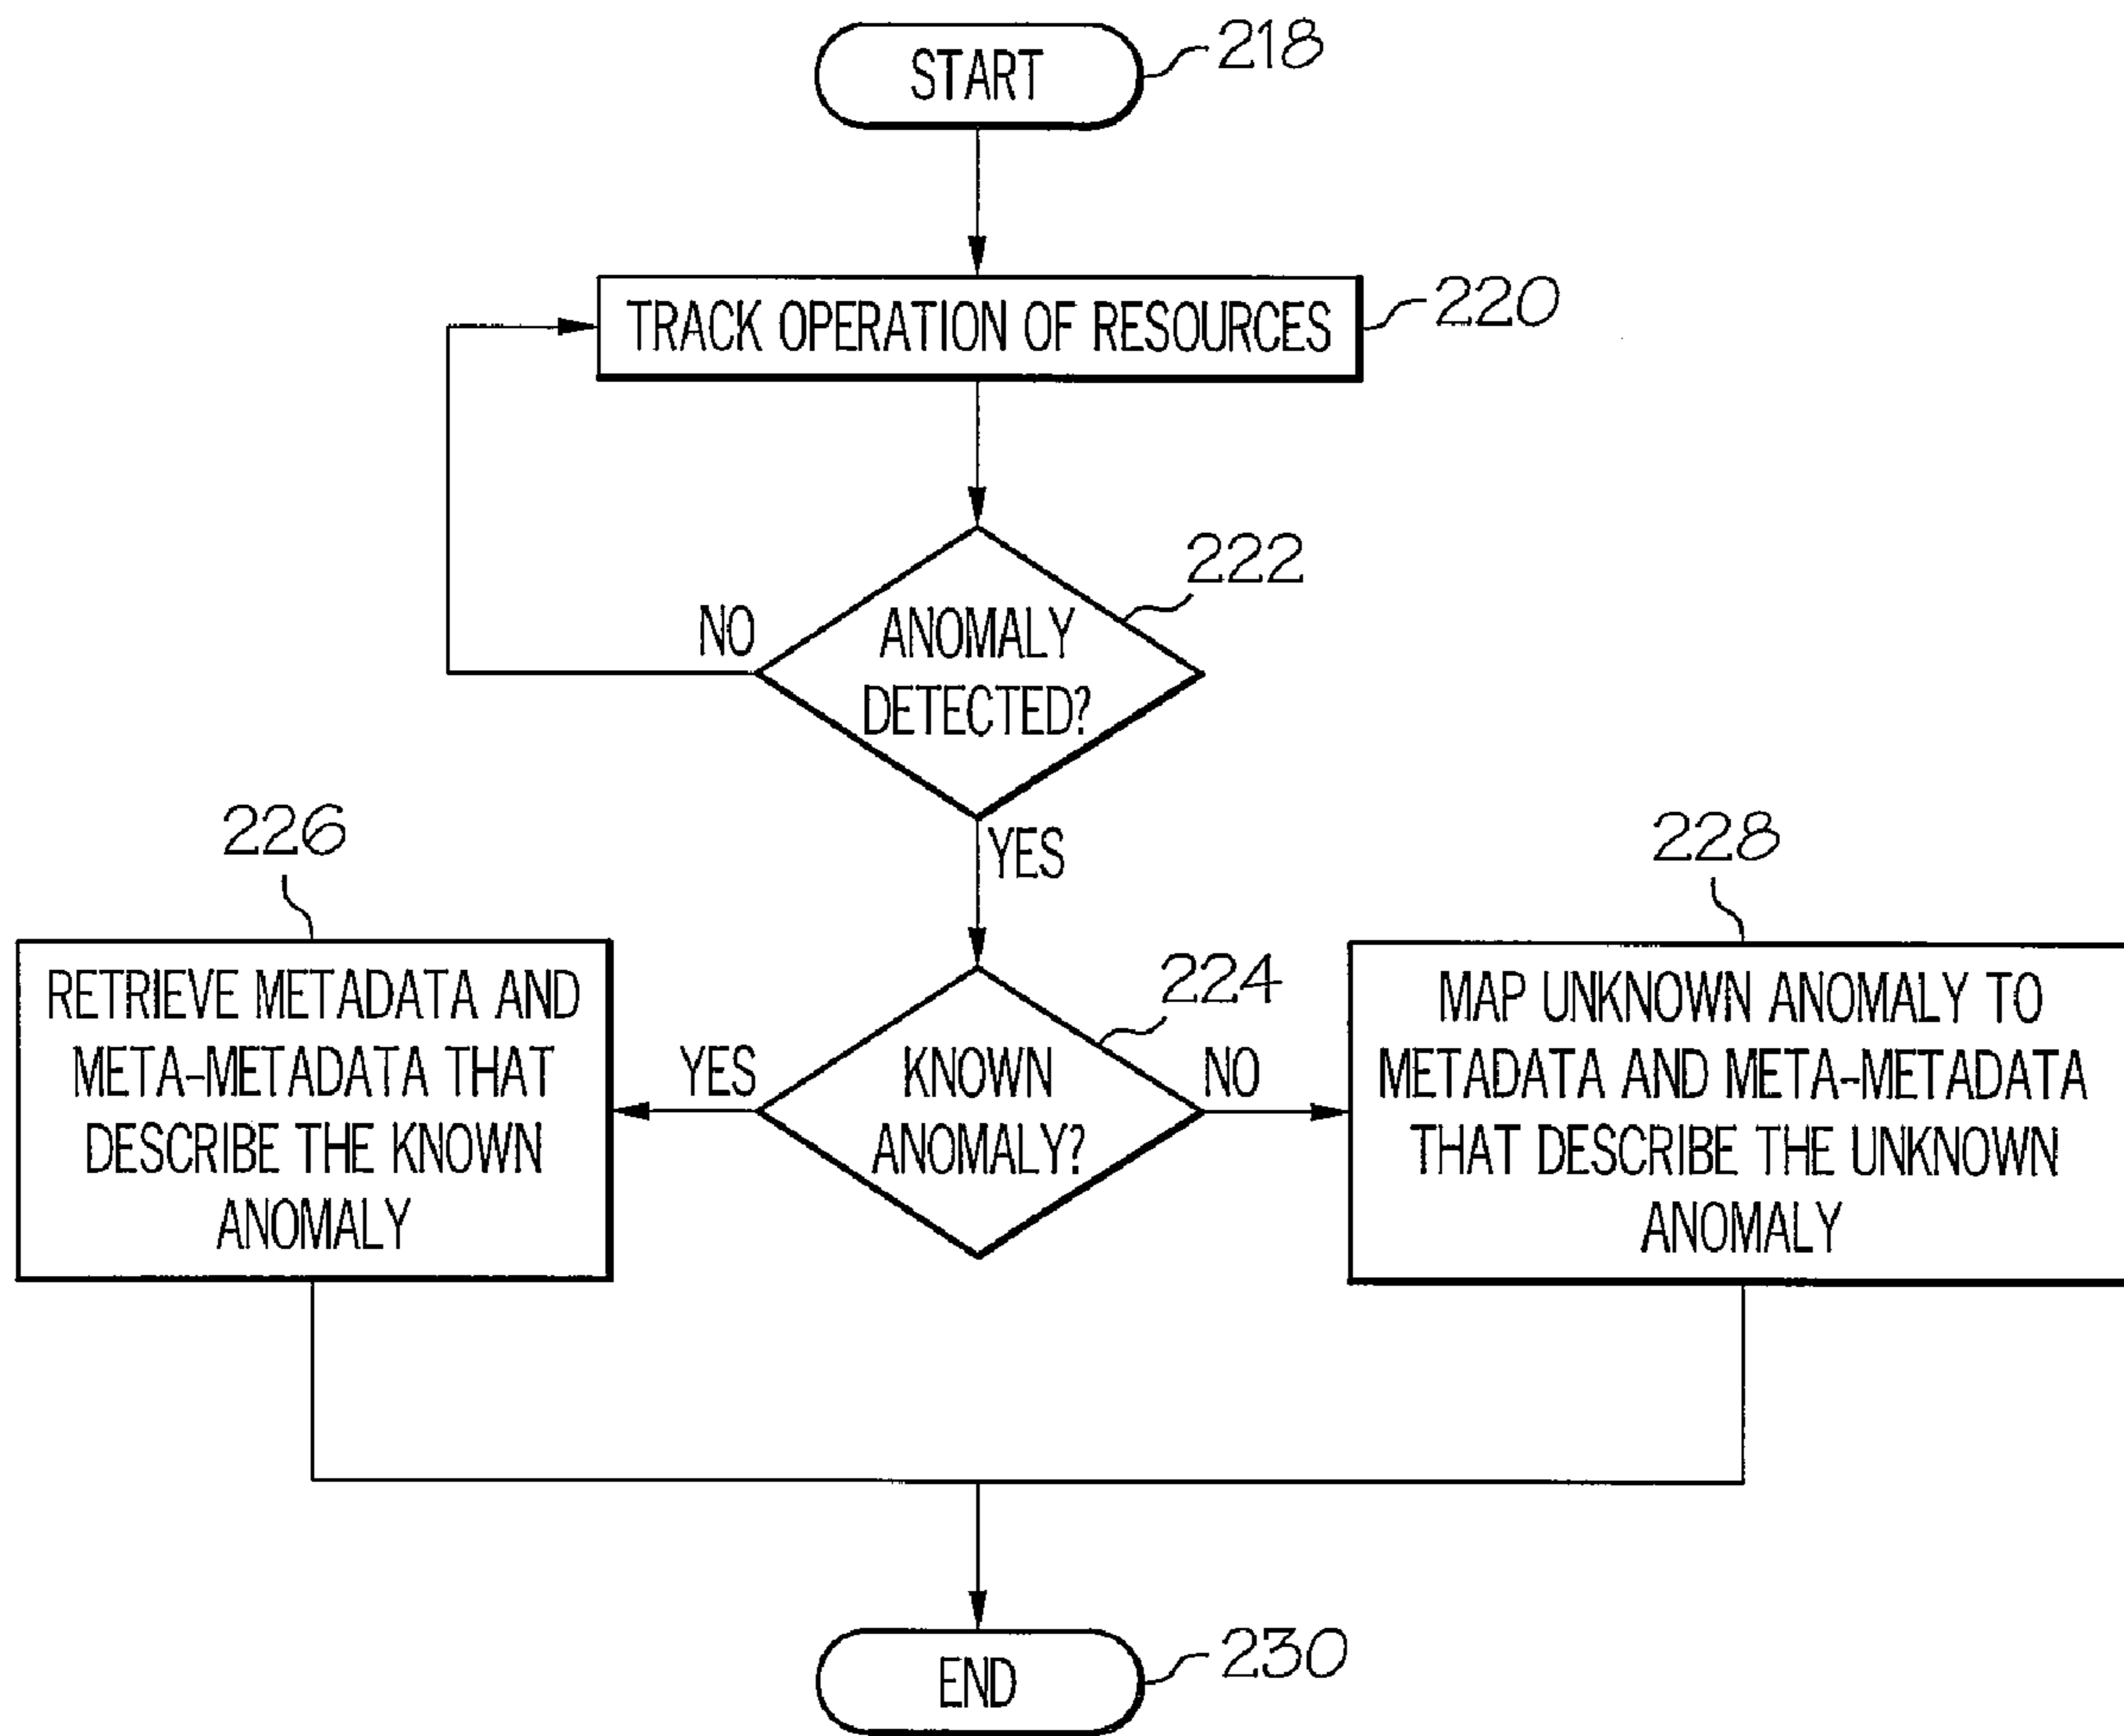 START
218
TRACK OPERATION OF RESOURCES
220
222
NO
ANOMALY
DETECTED?
YES
226
RETRIEVE METADATA AND
META-METADATA THAT
DESCRIBE THE KNOWN
ANOMALY
YES
224
KNOWN
ANOMALY?
NO
228
MAP UNKNOWN ANOMALY TO
METADATA AND META-METADATA
THAT DESCRIBE THE UNKNOWN
ANOMALY
END
230